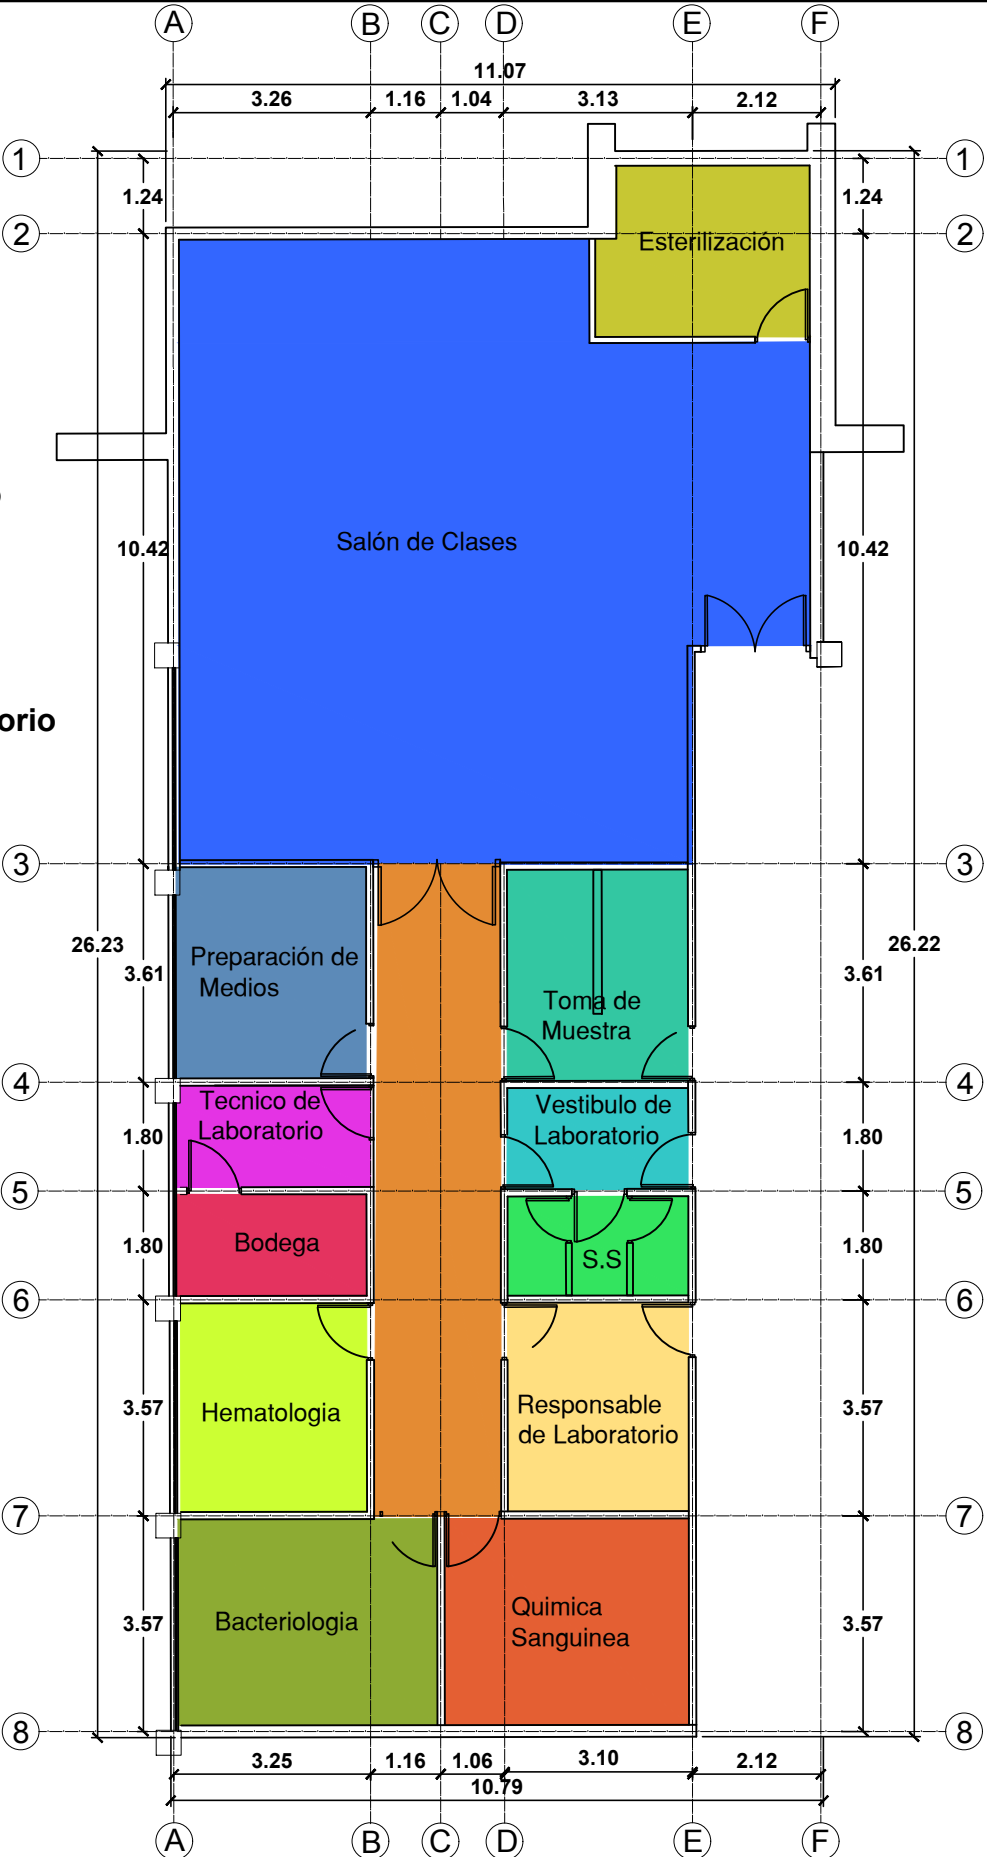 A B C D E F
11.07
3.26 1.16 1.04 3.13 2.12
1 1
1.24 1.24
2 2
Esterilización
Salón de Clases
10.42 10.42
orio
3 3
26.23 26.22
3.61 3.61
Preparación de
Medios
Toma de
Muestra
4 4
Tecnico de
Laboratorio
Vestibulo de
Laboratorio
1.80 1.80
5 5
Bodega
S.S
1.80 1.80
6 6
Hematologia
Responsable
de Laboratorio
3.57 3.57
7 7
Bacteriologia
Quimica
Sanguinea
3.57 3.57
8 8
3.25 1.16 1.06 3.10 2.12
10.79
A B C D E F